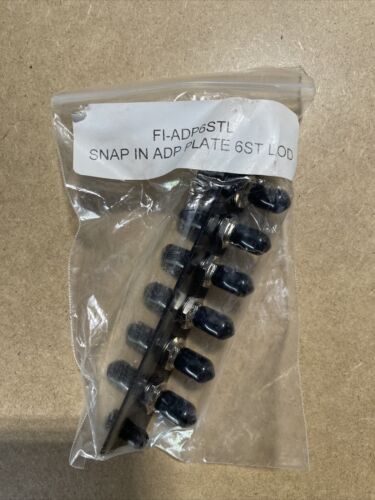 FI-ADP6STL
SNAP IN ADP PLATE 6ST LOD